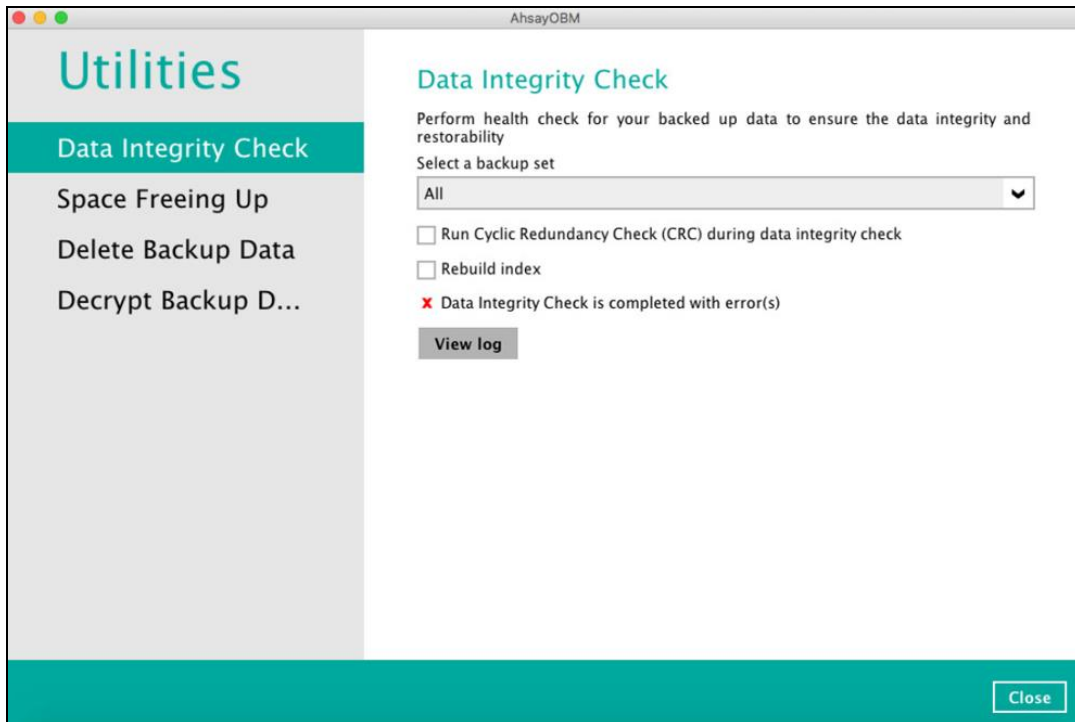 AhsayOBM
Utilities
Data Integrity Check
Space Freeing Up
Delete Backup Data
Decrypt Backup D...
Data Integrity Check
Perform health check for your backed up data to ensure the data integrity and
restorability
Select a backup set
All
Run Cyclic Redundancy Check (CRC) during data integrity check
Rebuild index
Data Integrity Check is completed with error(s)
View log
Close